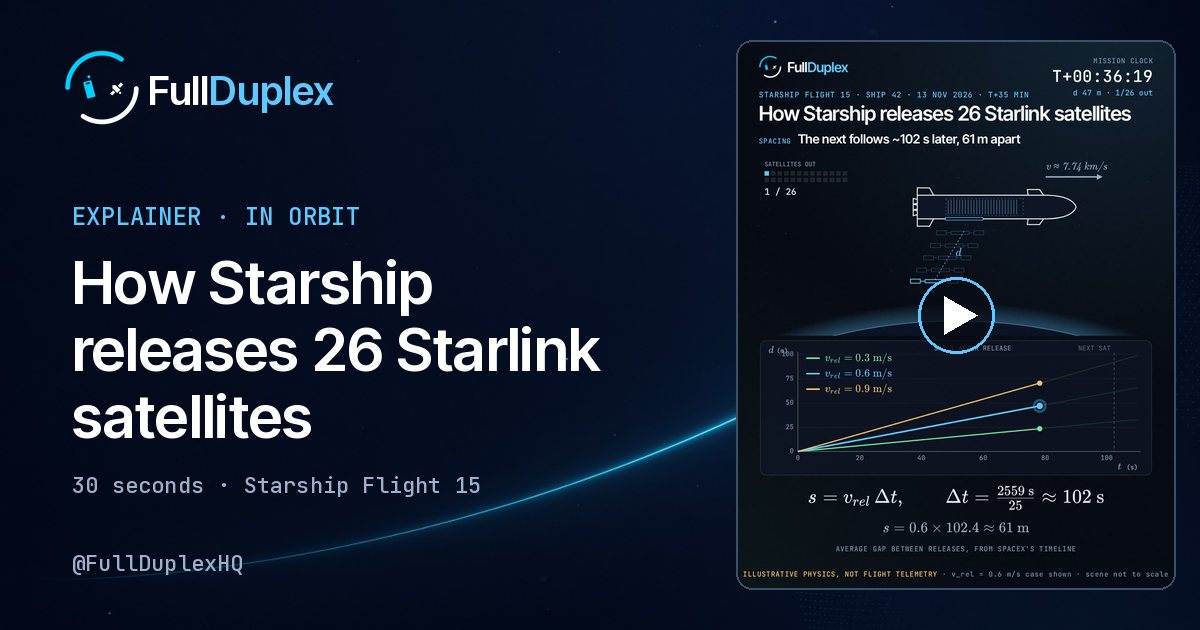 FullDuplex
EXPLAINER · IN ORBIT
How Starship
releases 26 Starlink
satellites
30 seconds · Starship Flight 15
@FullDuplexHQ
FullDuplex
MISSION CLOCK
T+00:36:19
d 47 m · 1/26 out
STARSHIP FLIGHT 15 · SHIP 42 · 13 NOV 2026 · T+35 MIN
How Starship releases 26 Starlink satellites
SPACING The next follows ~102 s later, 61 m apart
SATELLITES OUT
1 / 26
v ≈ 7.74 km/s
d
d (m)
RELEASE
NEXT SAT
v_rel = 0.3 m/s
v_rel = 0.6 m/s
v_rel = 0.9 m/s
100
75
50
25
0
0 20 40 60 80 100
t (s)
s = v_rel Δt, Δt = 2559 s / 25 ≈ 102 s
s = 0.6 × 102.4 ≈ 61 m
AVERAGE GAP BETWEEN RELEASES, FROM SPACEX'S TIMELINE
ILLUSTRATIVE PHYSICS, NOT FLIGHT TELEMETRY · v_rel = 0.6 m/s case shown · scene not to scale